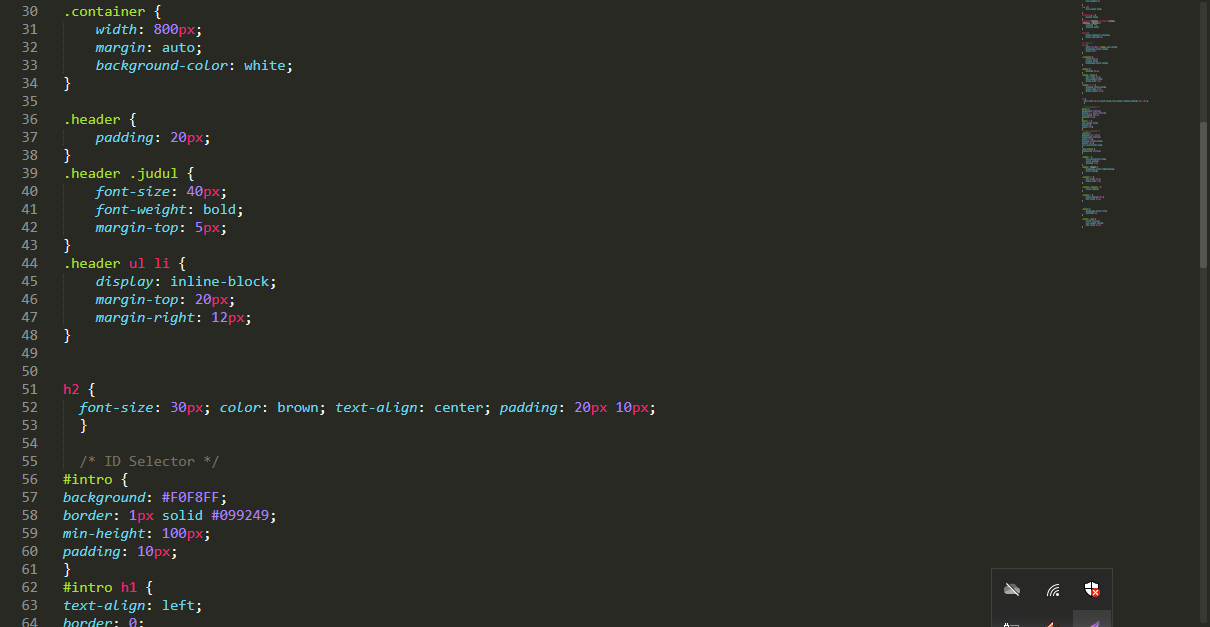 30 .container {
31 width: 800px;
32 margin: auto;
33 background-color: white;
34 }
35
36 .header {
37 padding: 20px;
38 }
39 .header .judul {
40 font-size: 40px;
41 font-weight: bold;
42 margin-top: 5px;
43 }
44 .header ul li {
45 display: inline-block;
46 margin-top: 20px;
47 margin-right: 12px;
48 }
49
50
51 h2 {
52 font-size: 30px; color: brown; text-align: center; padding: 20px 10px;
53 }
54
55 /* ID Selector */
56 #intro {
57 background: #F0F8FF;
58 border: 1px solid #099249;
59 min-height: 100px;
60 padding: 10px;
61 }
62 #intro h1 {
63 text-align: left;
64 border: 0;